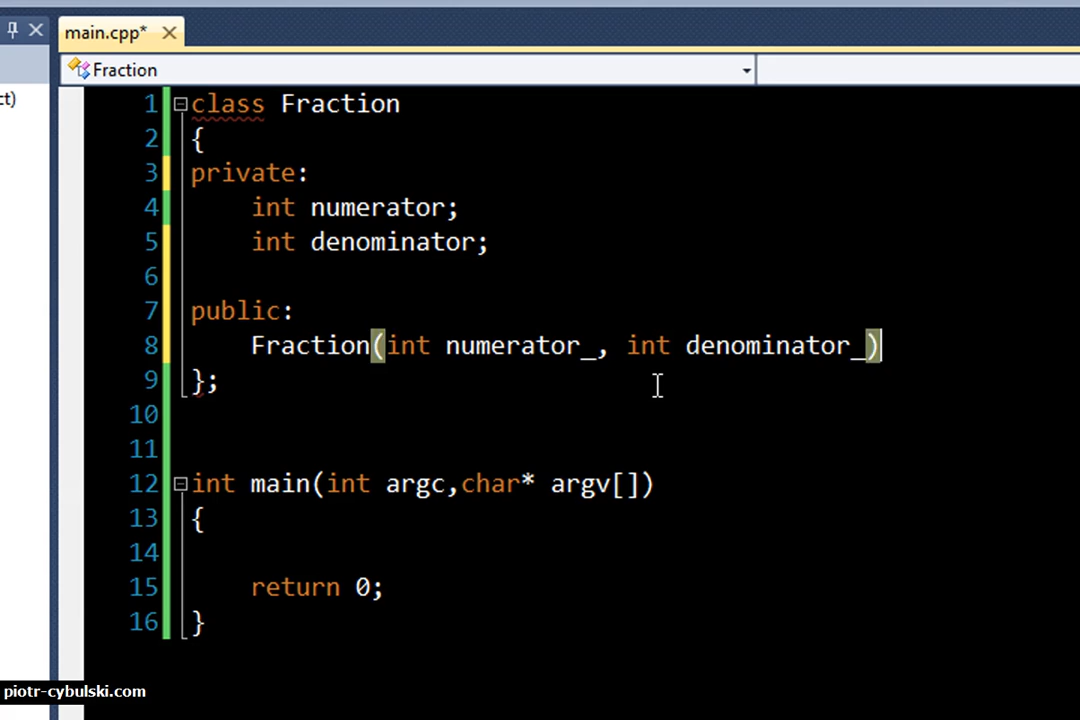 main.cpp*
Fraction
ct)
1 class Fraction
2 {
3 private:
4 int numerator;
5 int denominator;
6
7 public:
8 Fraction(int numerator_, int denominator_)
9 };
10
11
12 int main(int argc,char* argv[])
13 {
14
15 return 0;
16 }
piotr-cybulski.com